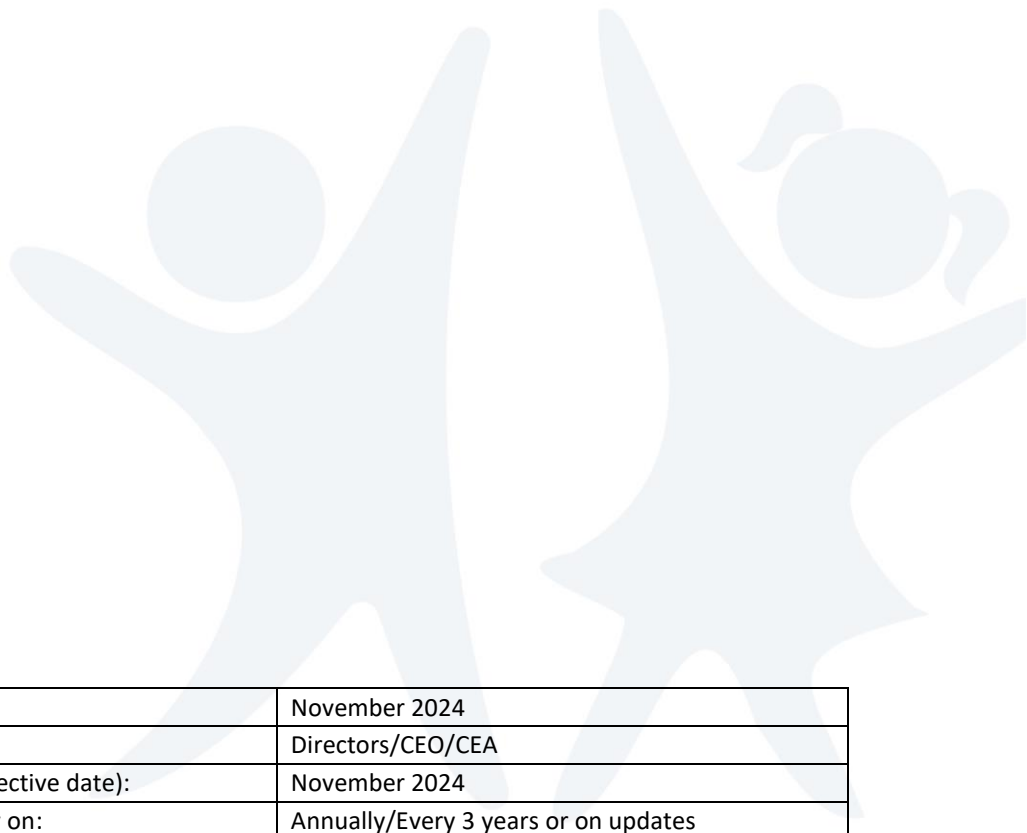 November 2024
Directors/CEO/CEA
ective date): November 2024
on: Annually/Every 3 years or on updates